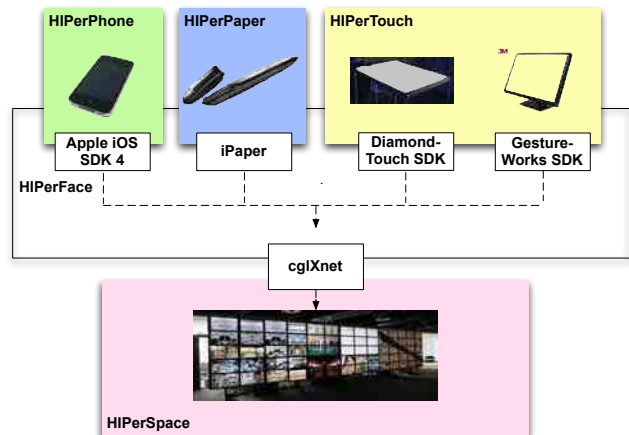 HIPerPhone
HIPerPaper
HIPerTouch
3M
Apple iOS
SDK 4
iPaper
Diamond-
Touch SDK
Gesture-
Works SDK
HIPerFace
cglXnet
HIPerSpace